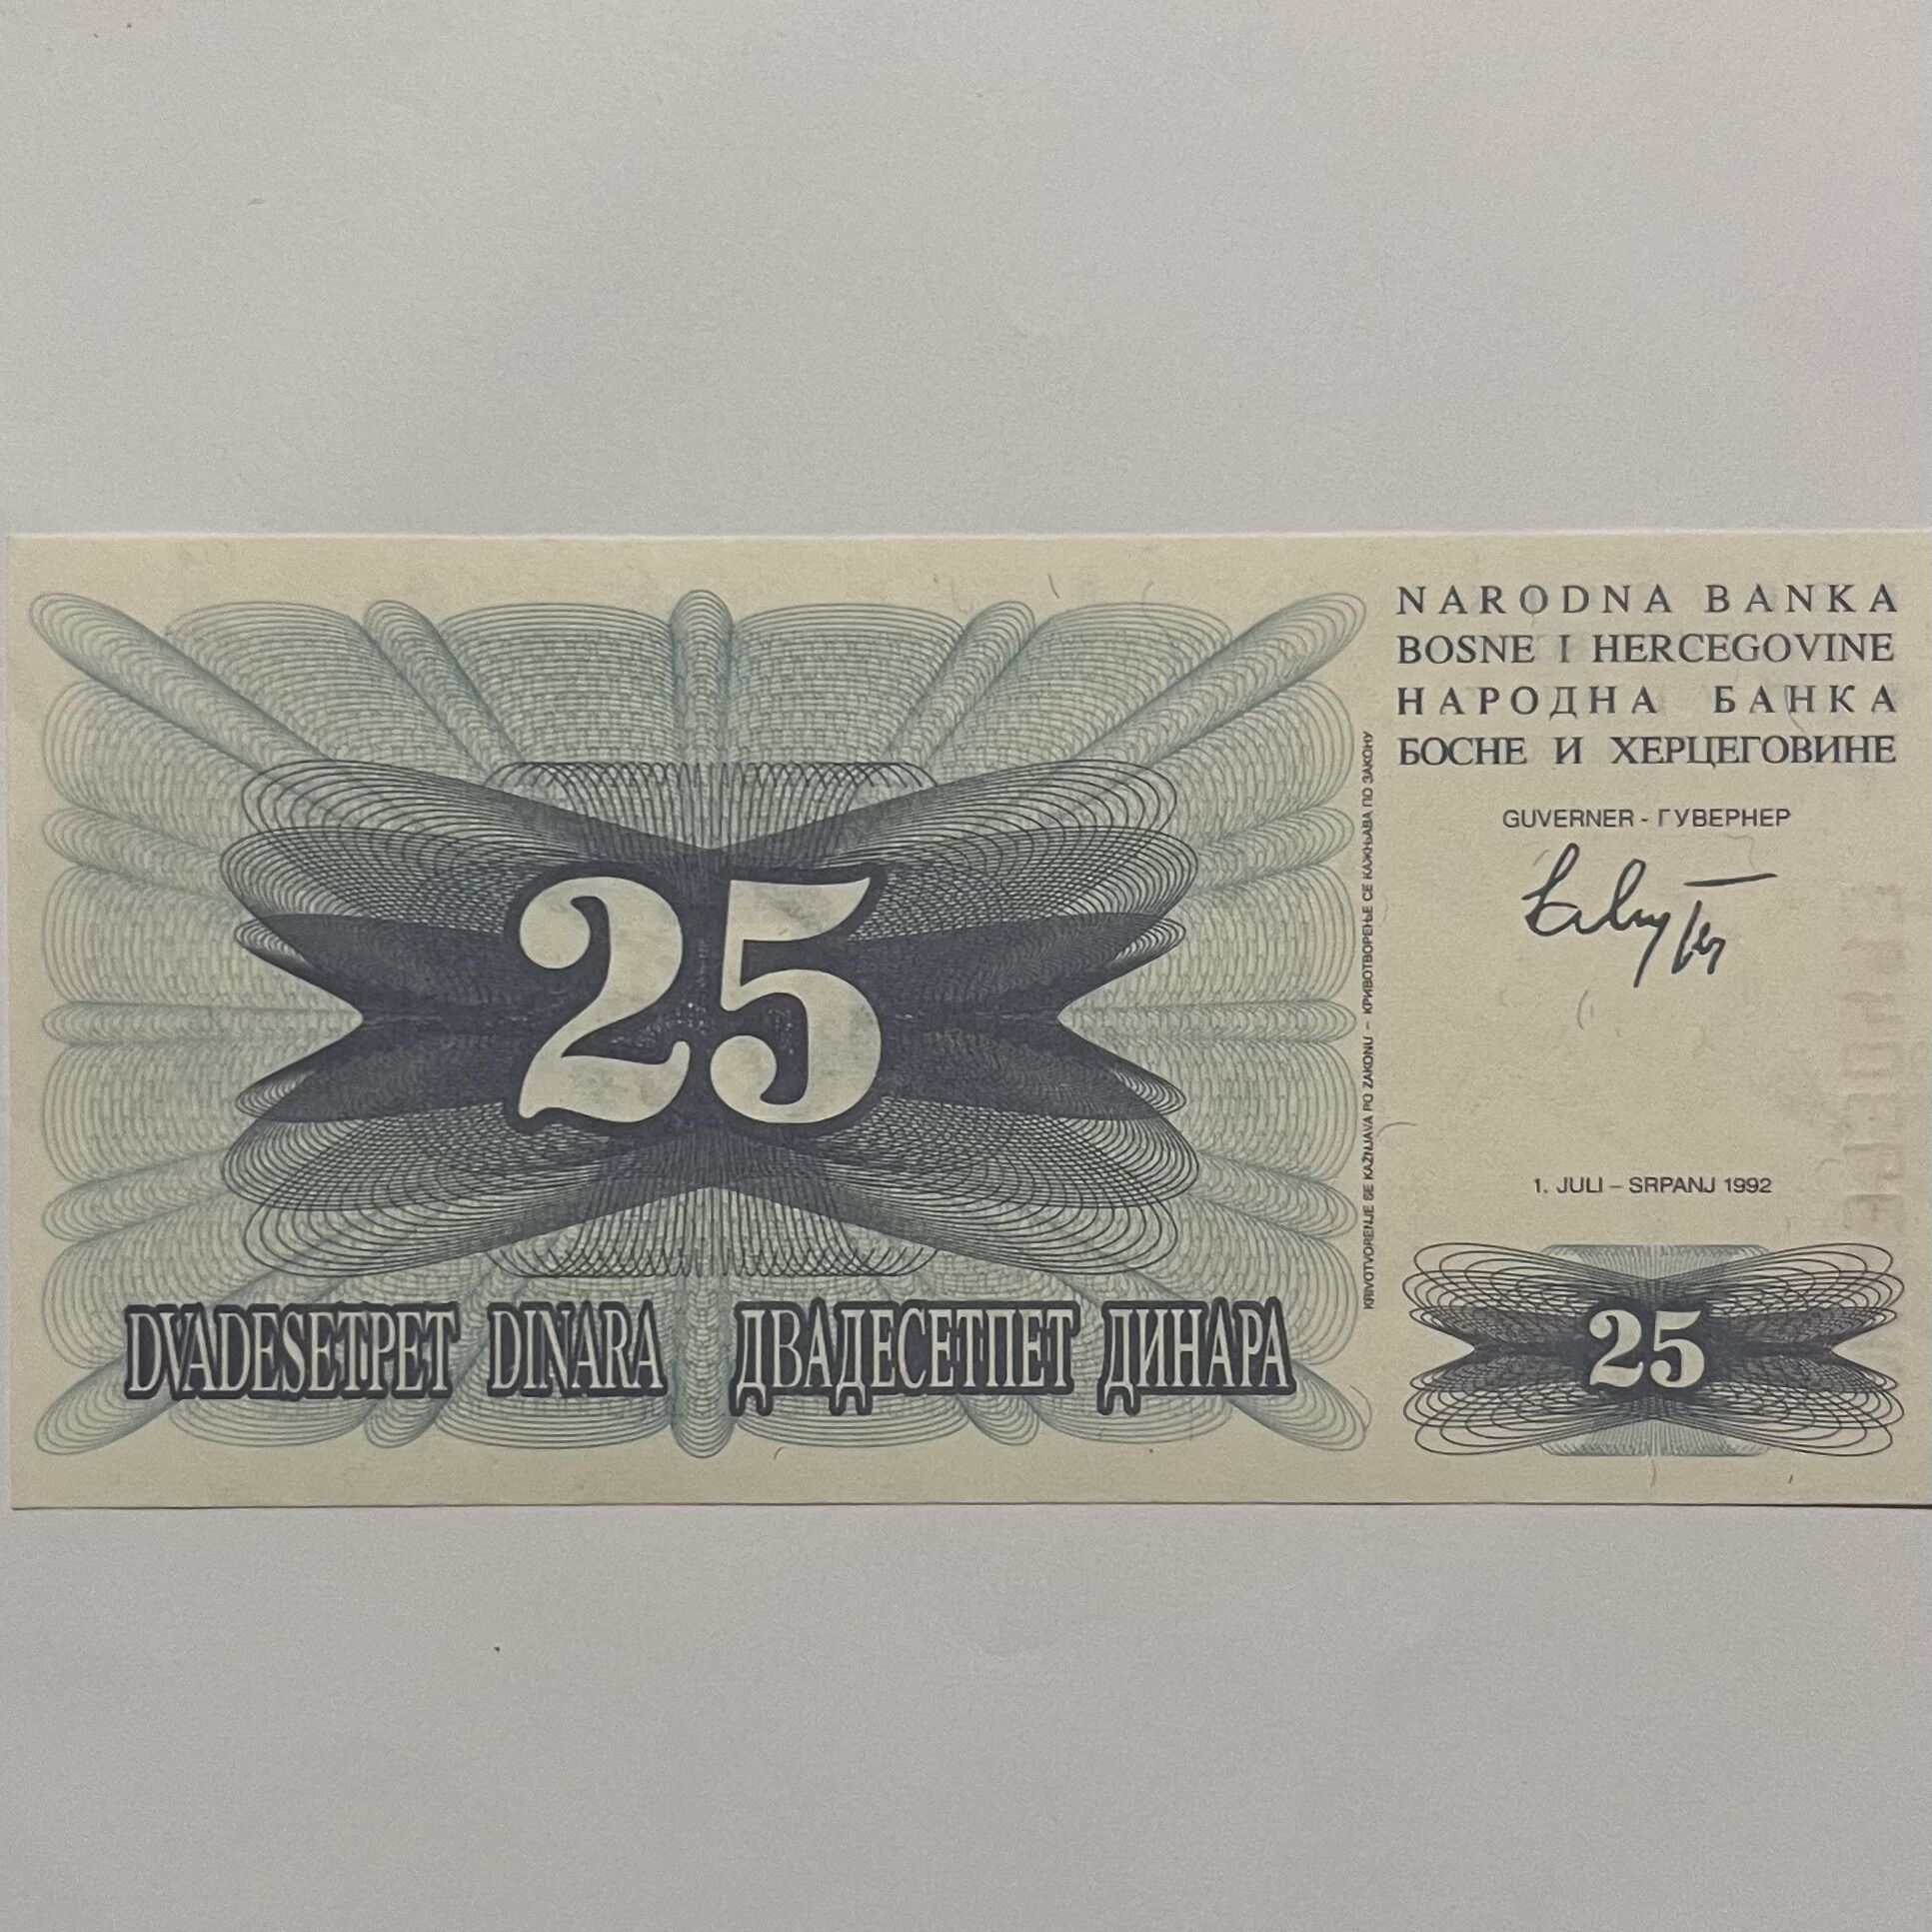 NARODNA BANKA
BOSNE I HERCEGOVINE
НАРОДНА БАНКА
БОСНЕ И ХЕРЦЕГОВИНЕ
GUVERNER - ГУВЕРНЕР
25
KRIVOTVORENJE SE KAŽNJAVA PO ZAKONU – КРИВОТВОРЕЊЕ СЕ КАЖЊАВА ПО ЗАКОНУ
1. JULI – SRPANJ 1992
DVADESETPET DINARA ДВАДЕСЕТПЕТ ДИНАРА
25